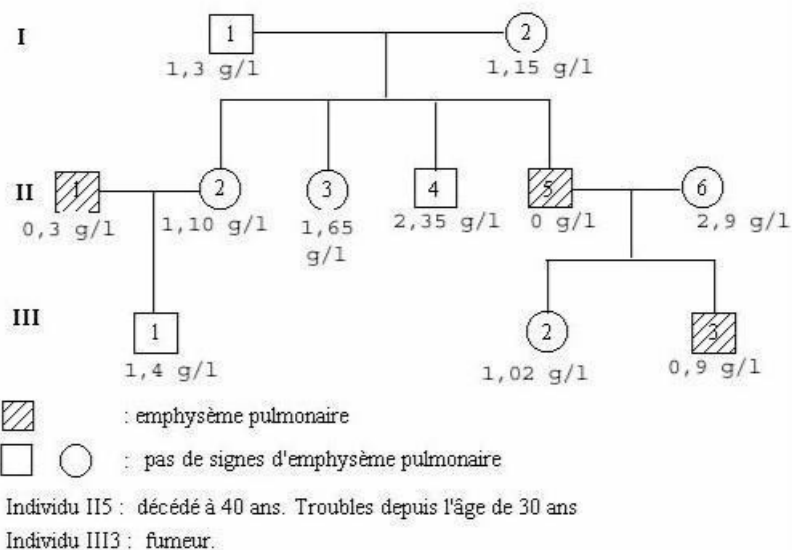 I
1
2
1,3 g/l
1,15 g/l
II
1
2
3
4
5
6
0,3 g/l
1,10 g/l
1,65
g/l
2,35 g/l
0 g/l
2,9 g/l
III
1
2
3
1,4 g/l
1,02 g/l
0,9 g/l
: emphysème pulmonaire
: pas de signes d'emphysème pulmonaire
Individu II5 : décédé à 40 ans. Troubles depuis l'âge de 30 ans
Individu III3 : fumeur.